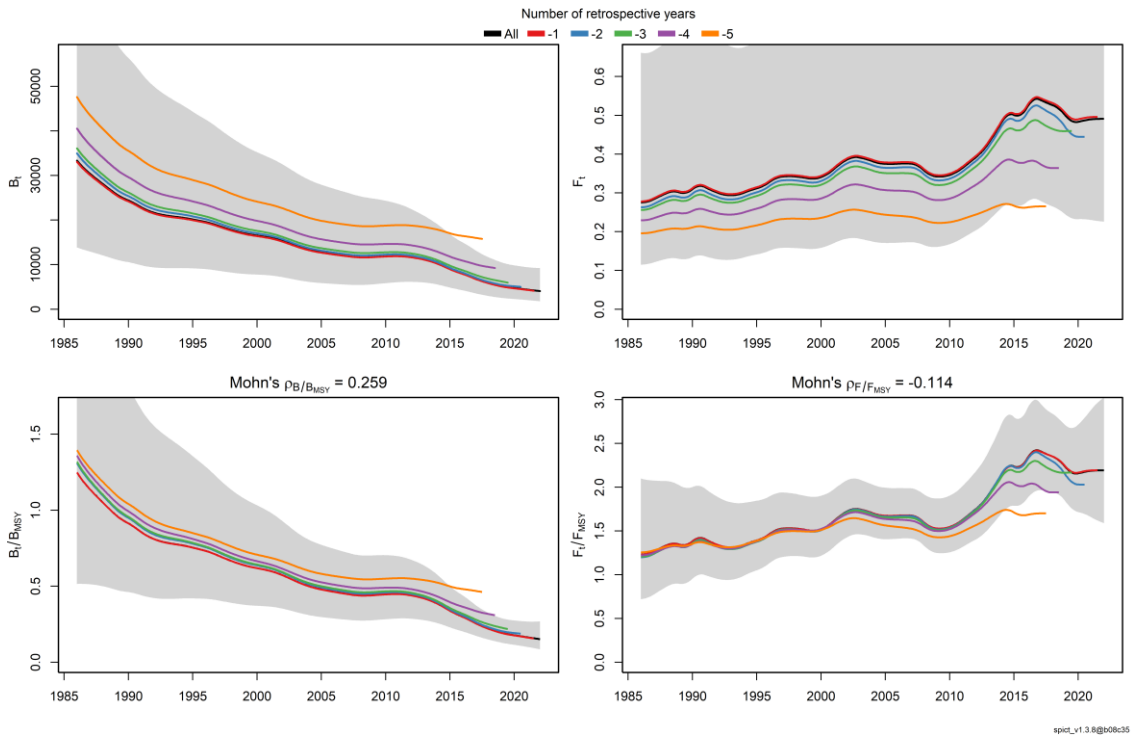 Number of retrospective years
All -1 -2 -3 -4 -5
Bt
0 10000 30000 50000
1985 1990 1995 2000 2005 2010 2015 2020
Ft
0.0 0.1 0.2 0.3 0.4 0.5 0.6
1985 1990 1995 2000 2005 2010 2015 2020
Mohn's ρB/BMSY = 0.259
Bt/BMSY
0.0 0.5 1.0 1.5
1985 1990 1995 2000 2005 2010 2015 2020
Mohn's ρF/FMSY = -0.114
Ft/FMSY
0.0 0.5 1.0 1.5 2.0 2.5 3.0
1985 1990 1995 2000 2005 2010 2015 2020
spict_v1.3.8@b08c35